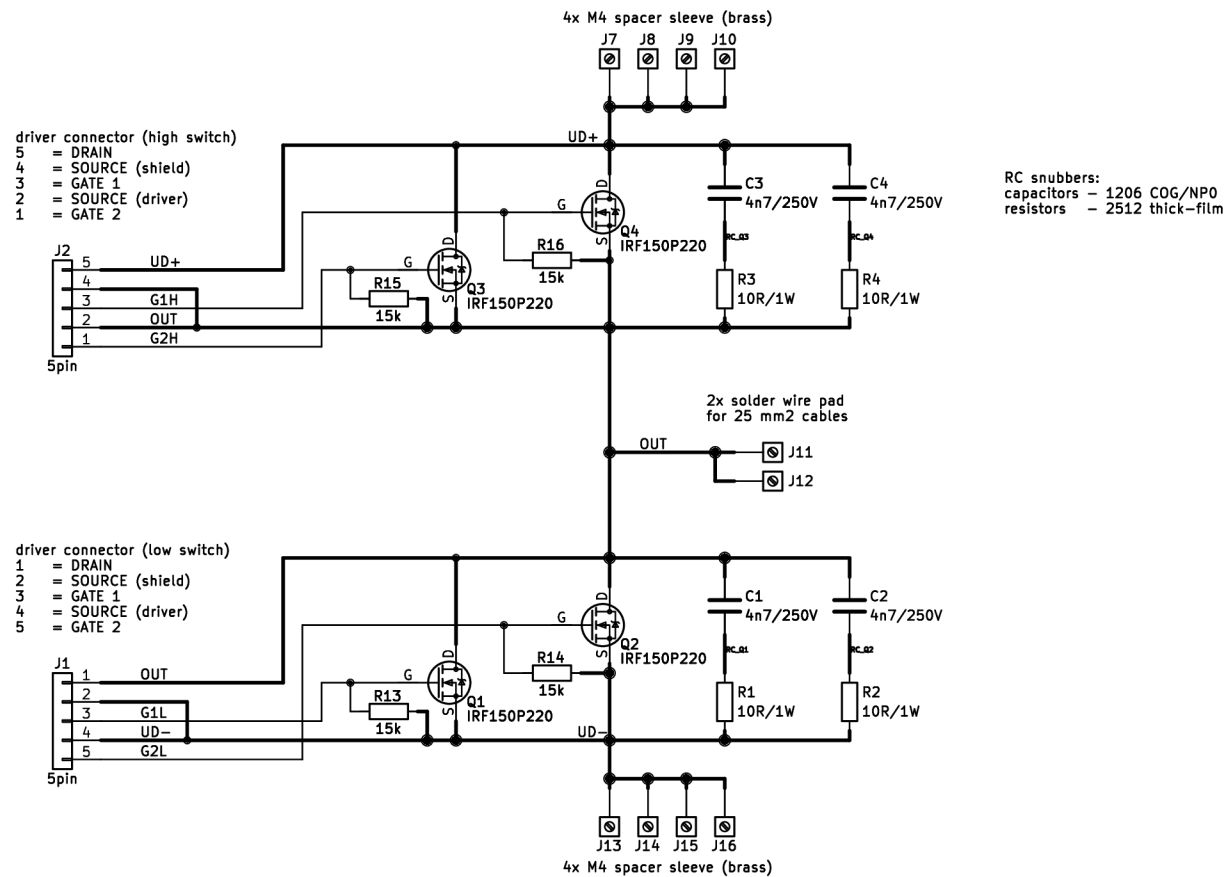 4x M4 spacer sleeve (brass)
J7 J8 J9 J10
driver connector (high switch)
5 = DRAIN
4 = SOURCE (shield)
3 = GATE 1
2 = SOURCE (driver)
1 = GATE 2
UD+
RC snubbers:
capacitors - 1206 COG/NPO
resistors - 2512 thick-film
C3
4n7/250V
C4
4n7/250V
D
G
S
Q4
IRF150P220
RC_Q3
RC_Q4
R16
15k
D
G
S
Q3
IRF150P220
R15
15k
R3
10R/1W
R4
10R/1W
J2
5 UD+
4
3 G1H
2 OUT
1 G2H
5pin
2x solder wire pad
for 25 mm2 cables
OUT
J11
J12
driver connector (low switch)
1 = DRAIN
2 = SOURCE (shield)
3 = GATE 1
4 = SOURCE (driver)
5 = GATE 2
C1
4n7/250V
C2
4n7/250V
D
G
S
Q2
IRF150P220
RC_Q1
RC_Q2
R14
15k
D
G
S
Q1
IRF150P220
R13
15k
R1
10R/1W
R2
10R/1W
J1
1 OUT
2
3 G1L
4 UD-
5 G2L
5pin
UD-
J13 J14 J15 J16
4x M4 spacer sleeve (brass)